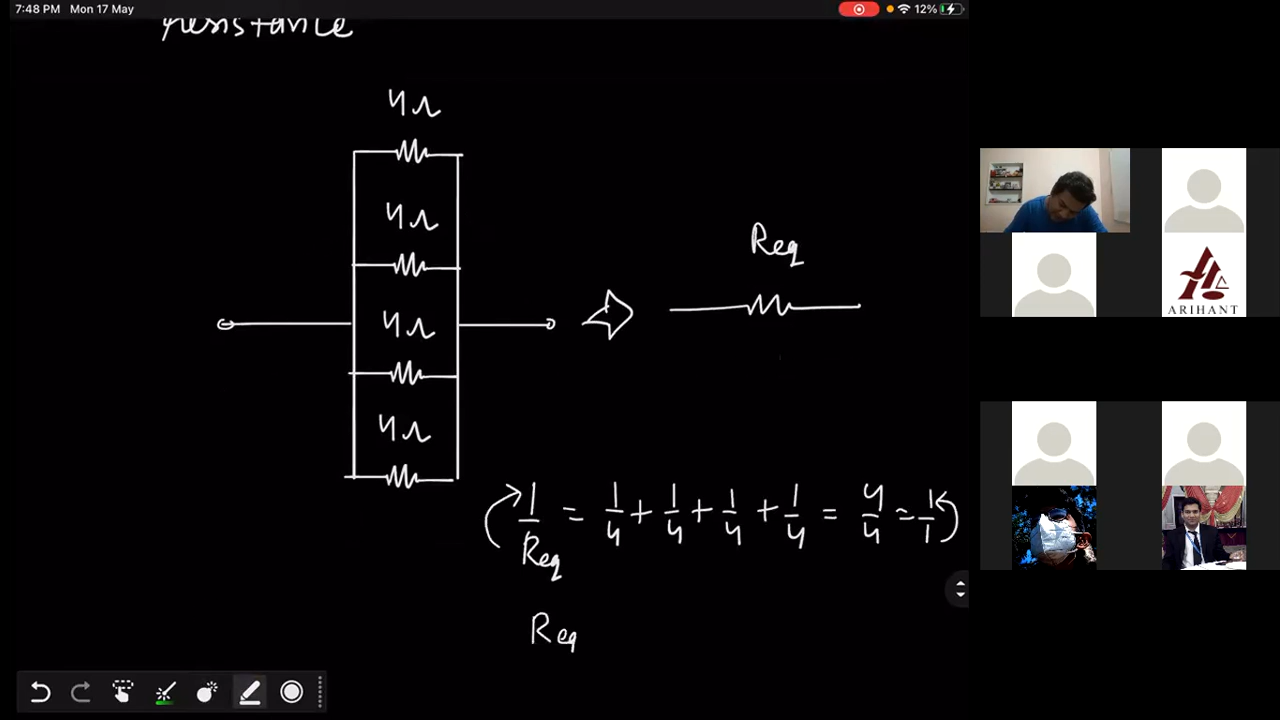 7:48 PM Mon 17 May
12%
resistance
4Ω
4Ω
4Ω
4Ω
Req
1/Req = 1/4 + 1/4 + 1/4 + 1/4 = 4/4 = 1/1
Req
ARIHANT